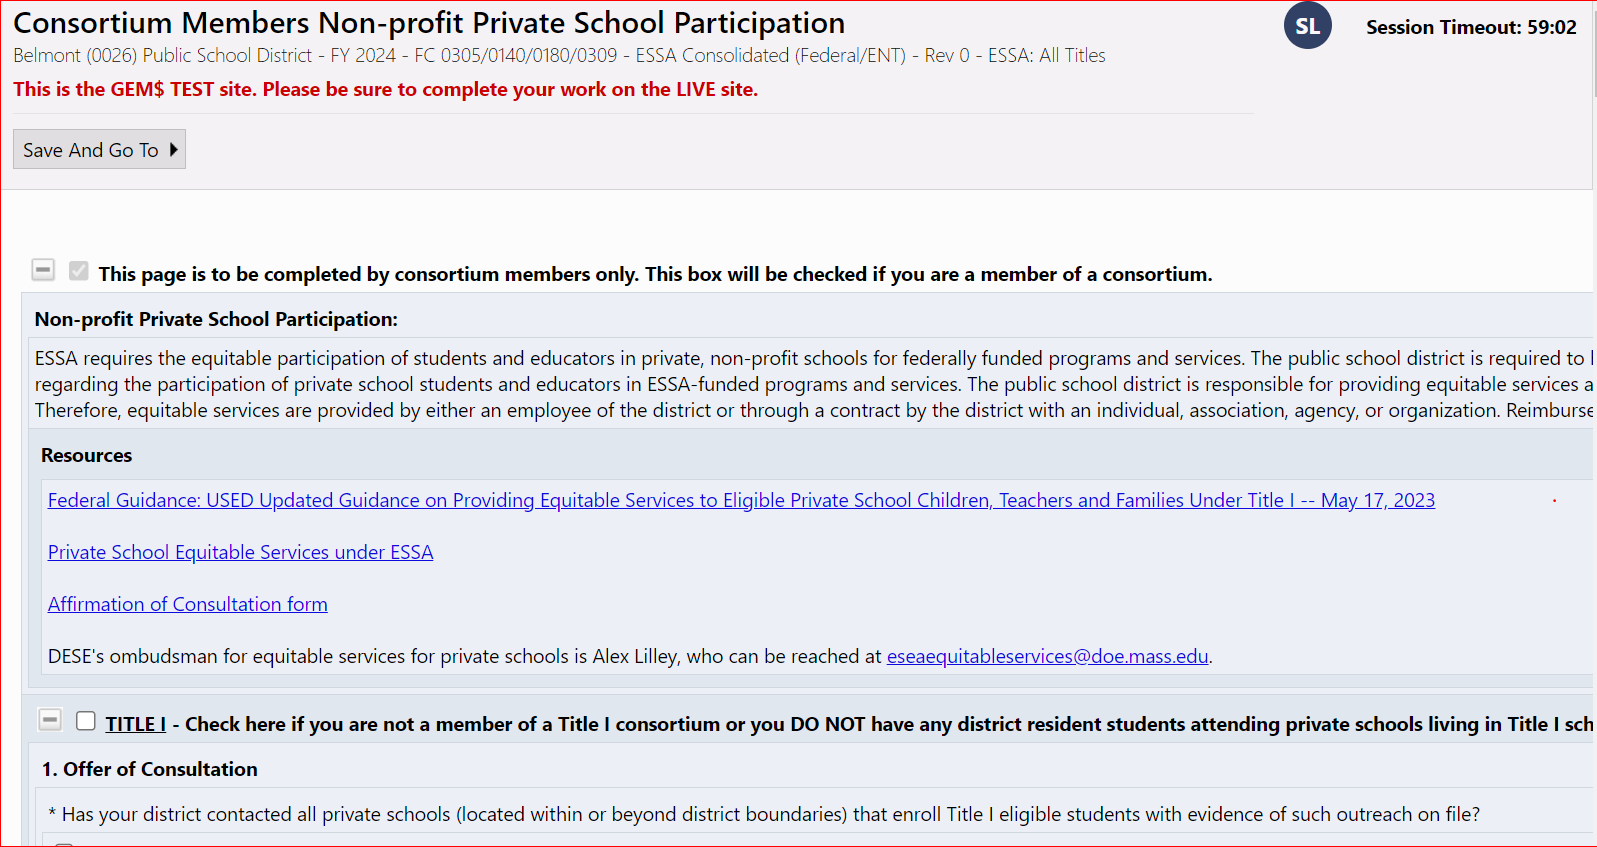 Consortium Members Non-profit Private School Participation
SL
Session Timeout: 59:02
Belmont (0026) Public School District - FY 2024 - FC 0305/0140/0180/0309 - ESSA Consolidated (Federal/ENT) - Rev 0 - ESSA: All Titles
This is the GEM$ TEST site. Please be sure to complete your work on the LIVE site.
Save And Go To
This page is to be completed by consortium members only. This box will be checked if you are a member of a consortium.
Non-profit Private School Participation:
ESSA requires the equitable participation of students and educators in private, non-profit schools for federally funded programs and services. The public school district is required to
regarding the participation of private school students and educators in ESSA-funded programs and services. The public school district is responsible for providing equitable services
Therefore, equitable services are provided by either an employee of the district or through a contract by the district with an individual, association, agency, or organization.
Resources
Federal Guidance: USED Updated Guidance on Providing Equitable Services to Eligible Private School Children, Teachers and Families Under Title I -- May 17, 2023
Private School Equitable Services under ESSA
Affirmation of Consultation form
DESE's ombudsman for equitable services for private schools is Alex Lilley, who can be reached at eseaequitableservices@doe.mass.edu.
TITLE I - Check here if you are not a member of a Title I consortium or you DO NOT have any district resident students attending private schools living in Title I
1. Offer of Consultation
* Has your district contacted all private schools (located within or beyond district boundaries) that enroll Title I eligible students with evidence of such outreach on file?